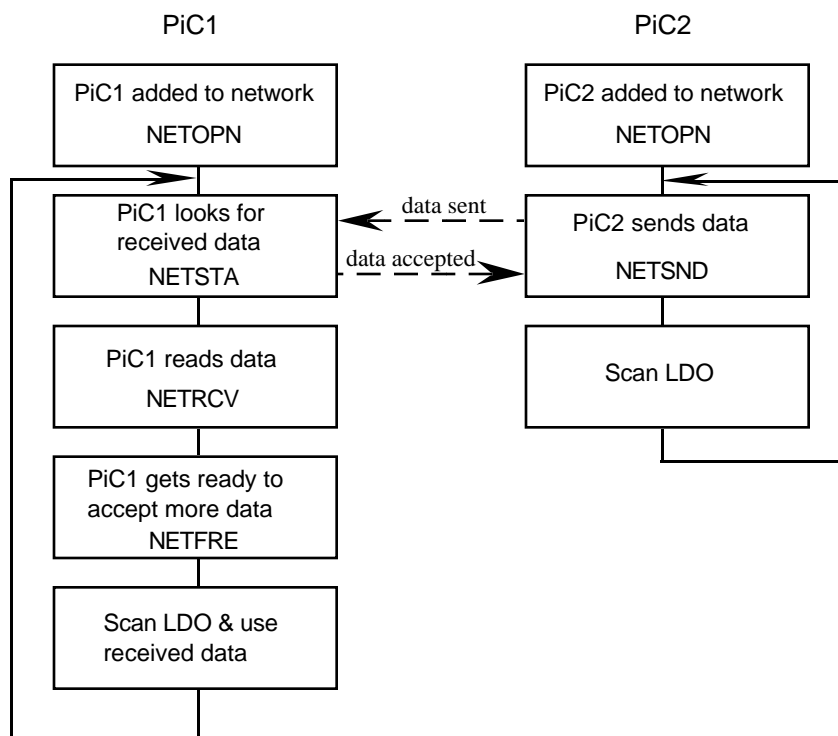 PiC1
PiC1 added to network
NETOPN
PiC1 looks for
received data
NETSTA
PiC1 reads data
NETRCV
PiC1 gets ready to
accept more data
NETFRE
Scan LDO & use
received data
data sent
data accepted
PiC2
PiC2 added to network
NETOPN
PiC2 sends data
NETSND
Scan LDO